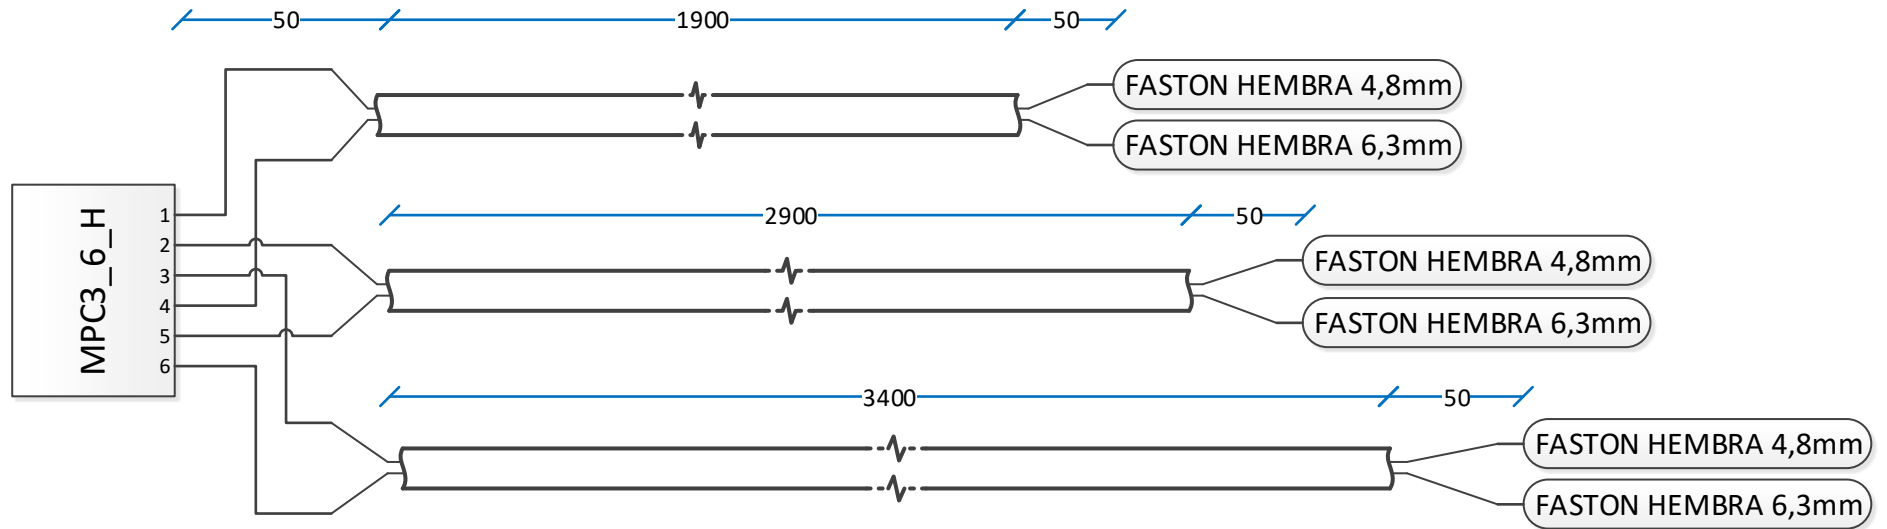 50 1900 50
FASTON HEMBRA 4,8mm
FASTON HEMBRA 6,3mm
MPC3_6_H
1
2
3
4
5
6
2900 50
FASTON HEMBRA 4,8mm
FASTON HEMBRA 6,3mm
3400 50
FASTON HEMBRA 4,8mm
FASTON HEMBRA 6,3mm